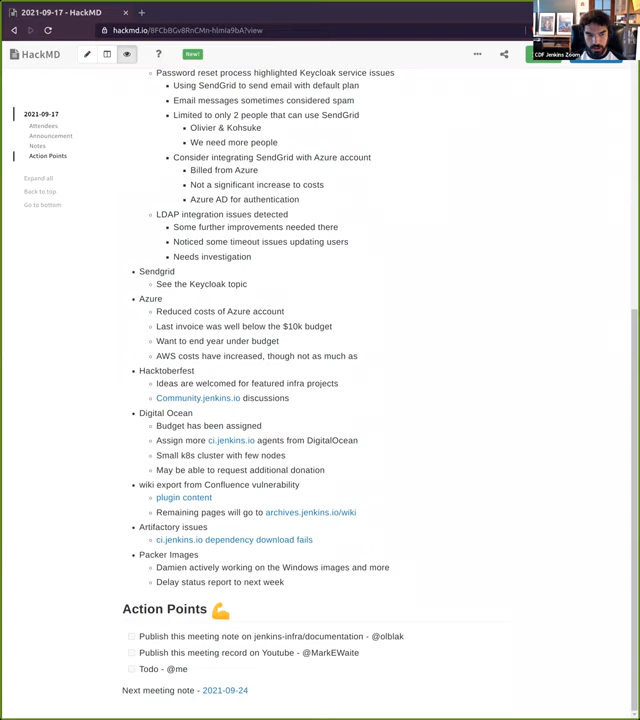 2021-09-17 - HackMD
hackmd.io/8FCbBGv8RnCMn-hlmIa9bA?view
CDF Jenkins Zoom
HackMD
New!
Password reset process highlighted Keycloak service issues
Using SendGrid to send email with default plan
Email messages sometimes considered spam
Limited to only 2 people that can use SendGrid
Olivier & Kohsuke
We need more people
Consider integrating SendGrid with Azure account
Billed from Azure
Not a significant increase to costs
Azure AD for authentication
LDAP integration issues detected
Some further improvements needed there
Noticed some timeout issues updating users
Needs investigation
Sendgrid
See the Keycloak topic
Azure
Reduced costs of Azure account
Last invoice was well below the $10k budget
Want to end year under budget
AWS costs have increased, though not as much as
Hacktoberfest
Ideas are welcomed for featured infra projects
Community.jenkins.io discussions
Digital Ocean
Budget has been assigned
Assign more ci.jenkins.io agents from DigitalOcean
Small k8s cluster with few nodes
May be able to request additional donation
wiki export from Confluence vulnerability
plugin content
Remaining pages will go to archives.jenkins.io/wiki
Artifactory issues
ci.jenkins.io dependency download fails
Packer Images
Damien actively working on the Windows images and more
Delay status report to next week
Action Points 💪
Publish this meeting note on jenkins-infra/documentation - @olblak
Publish this meeting record on Youtube - @MarkEWaite
Todo - @me
Next meeting note - 2021-09-24
2021-09-17
Attendees
Announcement
Notes
Action Points
Expand all
Back to top
Go to bottom